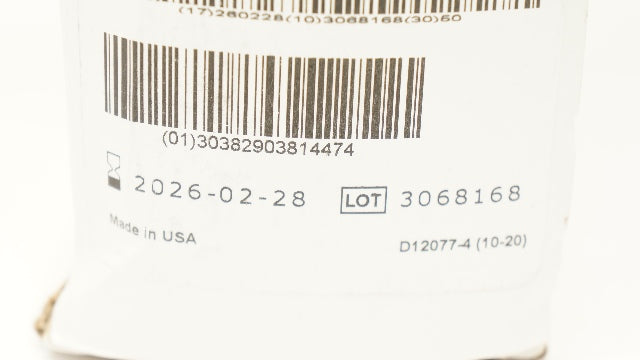 (17)260228(10)3068168(30)50
(01)30382903814474
2026-02-28 LOT 3068168
Made in USA
D12077-4 (10-20)